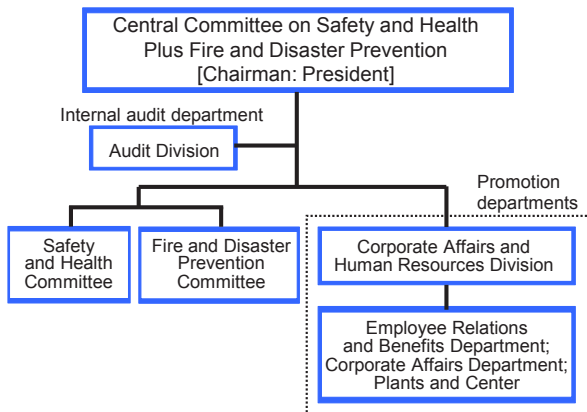 Central Committee on Safety and Health
Plus Fire and Disaster Prevention
[Chairman: President]
Internal audit department
Audit Division
Promotion
departments
Safety
and Health
Committee
Fire and Disaster
Prevention
Committee
Corporate Affairs and
Human Resources Division
Employee Relations
and Benefits Department;
Corporate Affairs Department;
Plants and Center